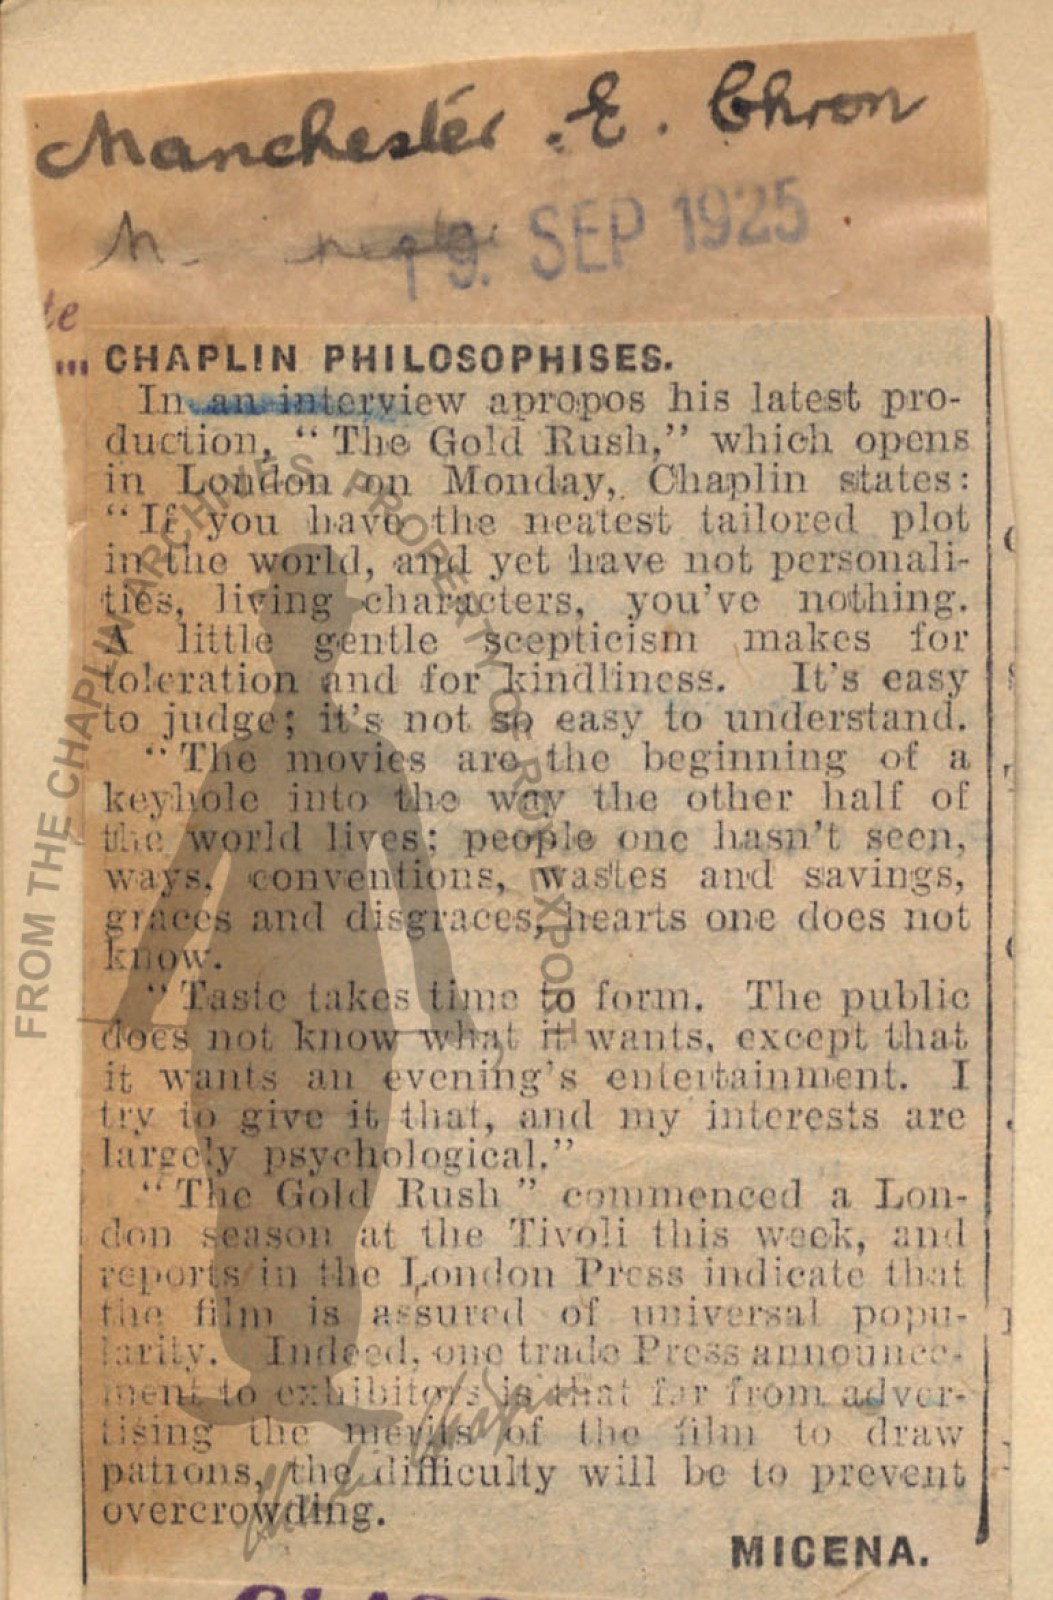 Manchester . E. Chron
19. SEP 1925
te
CHAPLIN PHILOSOPHISES.
In an interview apropos his latest pro-
duction, “The Gold Rush,” which opens
in London on Monday, Chaplin states:
“If you have the neatest tailored plot
in the world, and yet have not personali-
ties, living characters, you've nothing.
A little gentle scepticism makes for
toleration and for kindliness. It's easy
to judge; it's not so easy to understand.
“The movies are the beginning of a
keyhole into the way the other half of
the world lives; people one hasn't seen,
ways, conventions, wastes and savings,
graces and disgraces, hearts one does not
know.
“Taste takes time to form. The public
does not know what it wants, except that
it wants an evening's entertainment. I
try to give it that, and my interests are
largely psychological.”
“The Gold Rush” commenced a Lon-
don season at the Tivoli this week, and
reports in the London Press indicate that
the film is assured of universal popu-
larity. Indeed, one trade Press announce-
ment to exhibitors is that far from adver-
tising the merits of the film to draw
patrons, the difficulty will be to prevent
overcrowding.
MICENA.
FROM THE CHAPLIN ARCHIVES PROPERTY OF ROY EXPORT